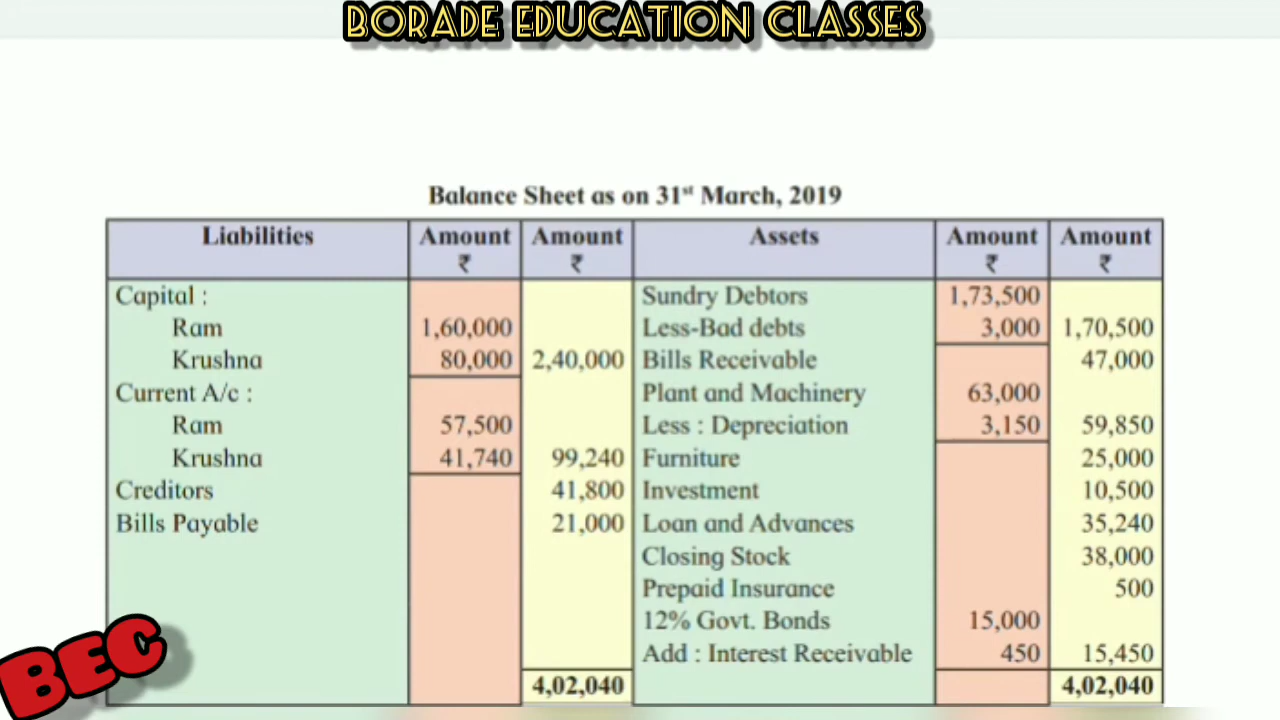 BORADE EDUCATION CLASSES
Balance Sheet as on 31st March, 2019
Liabilities Amount ₹ Amount ₹ Assets Amount ₹ Amount ₹
Capital : Sundry Debtors 1,73,500
Ram 1,60,000 Less-Bad debts 3,000 1,70,500
Krushna 80,000 2,40,000 Bills Receivable 47,000
Current A/c : Plant and Machinery 63,000
Ram 57,500 Less : Depreciation 3,150 59,850
Krushna 41,740 99,240 Furniture 25,000
Creditors 41,800 Investment 10,500
Bills Payable 21,000 Loan and Advances 35,240
Closing Stock 38,000
Prepaid Insurance 500
12% Govt. Bonds 15,000
Add : Interest Receivable 450 15,450
4,02,040 4,02,040
BEC